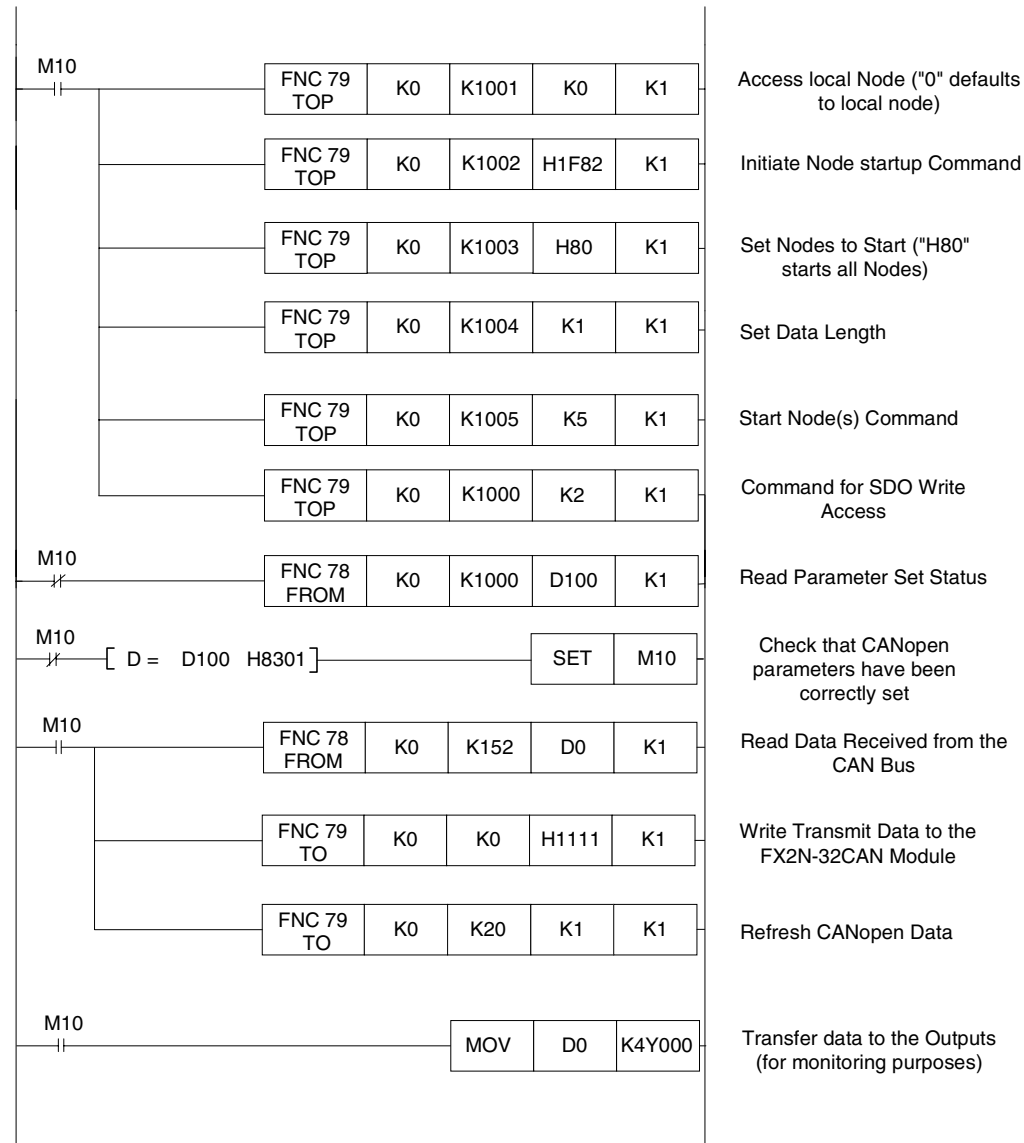 M10
FNC 79 TOP K0 K1001 K0 K1
Access local Node ("0" defaults
to local node)
FNC 79 TOP K0 K1002 H1F82 K1
Initiate Node startup Command
FNC 79 TOP K0 K1003 H80 K1
Set Nodes to Start ("H80"
starts all Nodes)
FNC 79 TOP K0 K1004 K1 K1
Set Data Length
FNC 79 TOP K0 K1005 K5 K1
Start Node(s) Command
FNC 79 TOP K0 K1000 K2 K1
Command for SDO Write
Access
M10
FNC 78 FROM K0 K1000 D100 K1
Read Parameter Set Status
M10
[ D = D100 H8301 ] SET M10
Check that CANopen
parameters have been
correctly set
M10
FNC 78 FROM K0 K152 D0 K1
Read Data Received from the
CAN Bus
FNC 79 TO K0 K0 H1111 K1
Write Transmit Data to the
FX2N-32CAN Module
FNC 79 TO K0 K20 K1 K1
Refresh CANopen Data
M10
MOV D0 K4Y000
Transfer data to the Outputs
(for monitoring purposes)